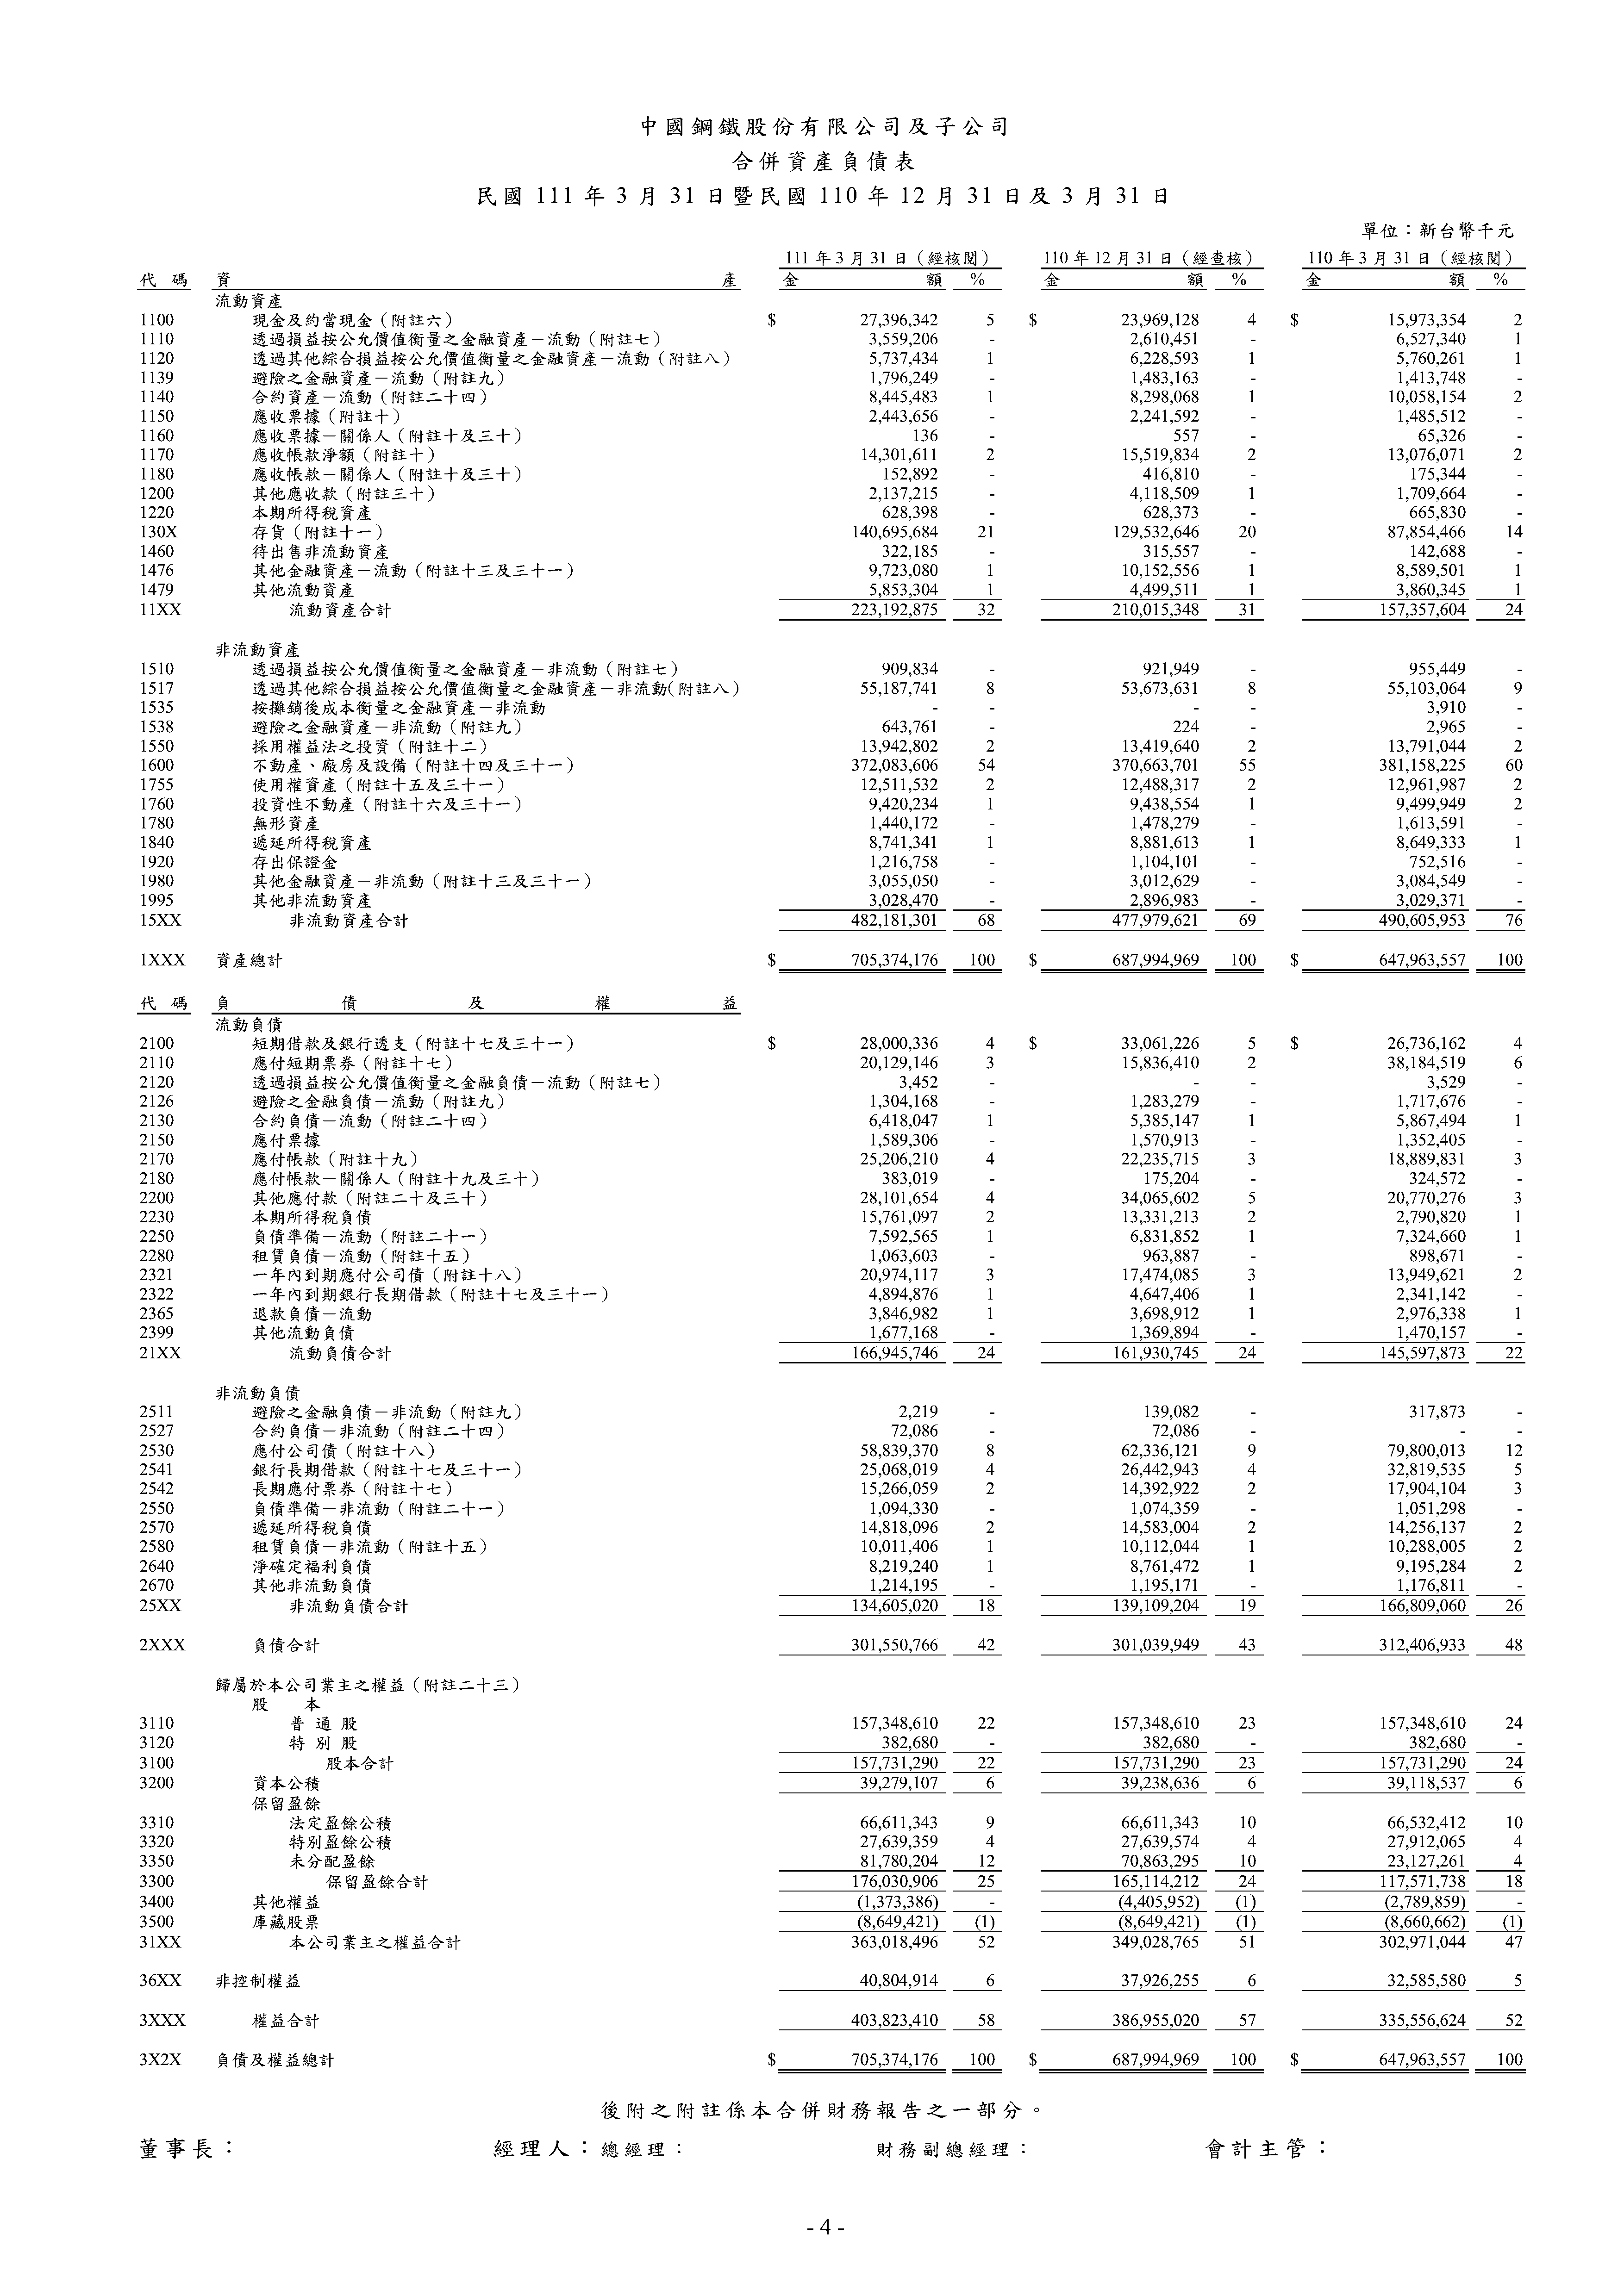 中國鋼鐵股份有限公司及子公司
合併資產負債表
民國 111 年 3 月 31 日暨民國 110 年 12 月 31 日及 3 月 31 日
單位：新台幣千元
111 年 3 月 31 日（經核閱） 110 年 12 月 31 日（經查核） 110 年 3 月 31 日（經核閱）
代 碼 資 產 金 額 % 金 額 % 金 額 %
流動資產
1100 現金及約當現金（附註六） $ 27,396,342 5 $ 23,969,128 4 $ 15,973,354 2
1110 透過損益按公允價值衡量之金融資產－流動（附註七） 3,559,206 - 2,610,451 - 6,527,340 1
1120 透過其他綜合損益按公允價值衡量之金融資產－流動（附註八） 5,737,434 1 6,228,593 1 5,760,261 1
1139 避險之金融資產－流動（附註九） 1,796,249 - 1,483,163 - 1,413,748 -
1140 合約資產－流動（附註二十四） 8,445,483 1 8,298,068 1 10,058,154 2
1150 應收票據（附註十） 2,443,656 - 2,241,592 - 1,485,512 -
1160 應收票據－關係人（附註十及三十） 136 - 557 - 65,326 -
1170 應收帳款淨額（附註十） 14,301,611 2 15,519,834 2 13,076,071 2
1180 應收帳款－關係人（附註十及三十） 152,892 - 416,810 - 175,344 -
1200 其他應收款（附註三十） 2,137,215 - 4,118,509 1 1,709,664 -
1220 本期所得稅資產 628,398 - 628,373 - 665,830 -
130X 存貨（附註十一） 140,695,684 21 129,532,646 20 87,854,466 14
1460 待出售非流動資產 322,185 - 315,557 - 142,688 -
1476 其他金融資產－流動（附註十三及三十一） 9,723,080 1 10,152,556 1 8,589,501 1
1479 其他流動資產 5,853,304 1 4,499,511 1 3,860,345 1
11XX 流動資產合計 223,192,875 32 210,015,348 31 157,357,604 24
非流動資產
1510 透過損益按公允價值衡量之金融資產－非流動（附註七） 909,834 - 921,949 - 955,449 -
1517 透過其他綜合損益按公允價值衡量之金融資產－非流動(附註八) 55,187,741 8 53,673,631 8 55,103,064 9
1535 按攤銷後成本衡量之金融資產－非流動 - - - - 3,910 -
1538 避險之金融資產－非流動（附註九） 643,761 - 224 - 2,965 -
1550 採用權益法之投資（附註十二） 13,942,802 2 13,419,640 2 13,791,044 2
1600 不動產、廠房及設備（附註十四及三十一） 372,083,606 54 370,663,701 55 381,158,225 60
1755 使用權資產（附註十五及三十一） 12,511,532 2 12,488,317 2 12,961,987 2
1760 投資性不動產（附註十六及三十一） 9,420,234 1 9,438,554 1 9,499,949 2
1780 無形資產 1,440,172 - 1,478,279 - 1,613,591 -
1840 遞延所得稅資產 8,741,341 1 8,881,613 1 8,649,333 1
1920 存出保證金 1,216,758 - 1,104,101 - 752,516 -
1980 其他金融資產－非流動（附註十三及三十一） 3,055,050 - 3,012,629 - 3,084,549 -
1995 其他非流動資產 3,028,470 - 2,896,983 - 3,029,371 -
15XX 非流動資產合計 482,181,301 68 477,979,621 69 490,605,953 76
1XXX 資產總計 $ 705,374,176 100 $ 687,994,969 100 $ 647,963,557 100
代 碼 負 債 及 權 益
流動負債
2100 短期借款及銀行透支（附註十七及三十一） $ 28,000,336 4 $ 33,061,226 5 $ 26,736,162 4
2110 應付短期票券（附註十七） 20,129,146 3 15,836,410 2 38,184,519 6
2120 透過損益按公允價值衡量之金融負債－流動（附註七） 3,452 - - - 3,529 -
2126 避險之金融負債－流動（附註九） 1,304,168 - 1,283,279 - 1,717,676 -
2130 合約負債－流動（附註二十四） 6,418,047 1 5,385,147 1 5,867,494 1
2150 應付票據 1,589,306 - 1,570,913 - 1,352,405 -
2170 應付帳款（附註十九） 25,206,210 4 22,235,715 3 18,889,831 3
2180 應付帳款－關係人（附註十九及三十） 383,019 - 175,204 - 324,572 -
2200 其他應付款（附註二十及三十） 28,101,654 4 34,065,602 5 20,770,276 3
2230 本期所得稅負債 15,761,097 2 13,331,213 2 2,790,820 1
2250 負債準備－流動（附註二十一） 7,592,565 1 6,831,852 1 7,324,660 1
2280 租賃負債－流動（附註十五） 1,063,603 - 963,887 - 898,671 -
2321 一年內到期應付公司債（附註十八） 20,974,117 3 17,474,085 3 13,949,621 2
2322 一年內到期銀行長期借款（附註十七及三十一） 4,894,876 1 4,647,406 1 2,341,142 -
2365 退款負債－流動 3,846,982 1 3,698,912 1 2,976,338 1
2399 其他流動負債 1,677,168 - 1,369,894 - 1,470,157 -
21XX 流動負債合計 166,945,746 24 161,930,745 24 145,597,873 22
非流動負債
2511 避險之金融負債－非流動（附註九） 2,219 - 139,082 - 317,873 -
2527 合約負債－非流動（附註二十四） 72,086 - 72,086 - - -
2530 應付公司債（附註十八） 58,839,370 8 62,336,121 9 79,800,013 12
2541 銀行長期借款（附註十七及三十一） 25,068,019 4 26,442,943 4 32,819,535 5
2542 長期應付票券（附註十七） 15,266,059 2 14,392,922 2 17,904,104 3
2550 負債準備－非流動（附註二十一） 1,094,330 - 1,074,359 - 1,051,298 -
2570 遞延所得稅負債 14,818,096 2 14,583,004 2 14,256,137 2
2580 租賃負債－非流動（附註十五） 10,011,406 1 10,112,044 1 10,288,005 2
2640 淨確定福利負債 8,219,240 1 8,761,472 1 9,195,284 2
2670 其他非流動負債 1,214,195 - 1,195,171 - 1,176,811 -
25XX 非流動負債合計 134,605,020 18 139,109,204 19 166,809,060 26
2XXX 負債合計 301,550,766 42 301,039,949 43 312,406,933 48
歸屬於本公司業主之權益（附註二十三）
股 本
3110 普 通 股 157,348,610 22 157,348,610 23 157,348,610 24
3120 特 別 股 382,680 - 382,680 - 382,680 -
3100 股本合計 157,731,290 22 157,731,290 23 157,731,290 24
3200 資本公積 39,279,107 6 39,238,636 6 39,118,537 6
保留盈餘
3310 法定盈餘公積 66,611,343 9 66,611,343 10 66,532,412 10
3320 特別盈餘公積 27,639,359 4 27,639,574 4 27,912,065 4
3350 未分配盈餘 81,780,204 12 70,863,295 10 23,127,261 4
3300 保留盈餘合計 176,030,906 25 165,114,212 24 117,571,738 18
3400 其他權益 (1,373,386) - (4,405,952) (1) (2,789,859) -
3500 庫藏股票 (8,649,421) (1) (8,649,421) (1) (8,660,662) (1)
31XX 本公司業主之權益合計 363,018,496 52 349,028,765 51 302,971,044 47
36XX 非控制權益 40,804,914 6 37,926,255 6 32,585,580 5
3XXX 權益合計 403,823,410 58 386,955,020 57 335,556,624 52
3X2X 負債及權益總計 $ 705,374,176 100 $ 687,994,969 100 $ 647,963,557 100
後附之附註係本合併財務報告之一部分。
董事長： 經理人：總經理： 財務副總經理： 會計主管：
- 4 -